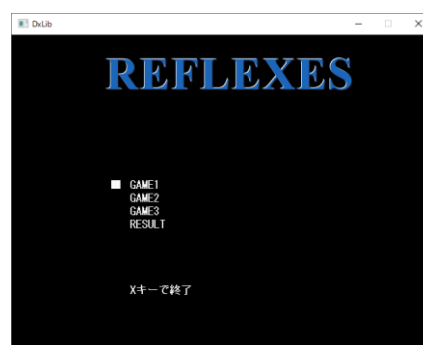 DxLib
REFLEXES
GAME1
GAME2
GAME3
RESULT
Xキーで終了